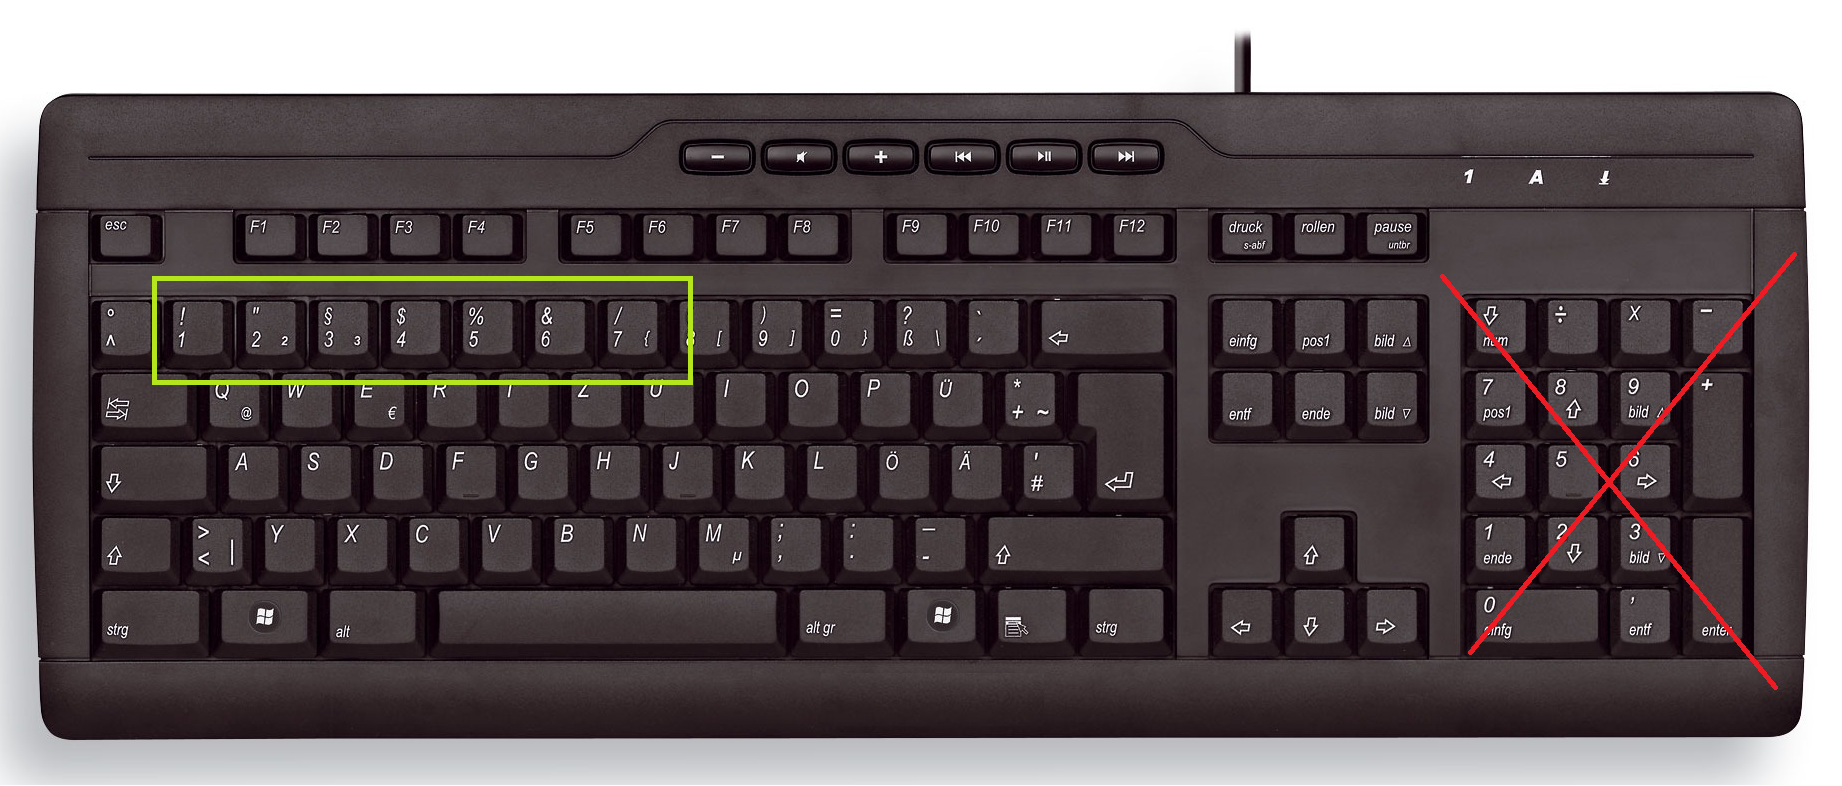 1 A
esc F1 F2 F3 F4 F5 F6 F7 F8 F9 F10 F11 F12 druck s-abf rollen pause untbr
° ! " § $ % & / ) = ? `
^ 1 2 ² 3 ³ 4 5 6 7 { 8 [ 9 ] 0 } ß \ ´ einfg pos1 bild num ÷ X −
Q @ W E € R T Z U I O P Ü * + ~ entf ende bild 7 pos1 8 9 bild +
A S D F G H J K L Ö Ä ' # 4 5 6
> < | Y X C V B N M µ ; , : . _ - 1 ende 2 3 bild
strg alt alt gr strg 0 einfg , entf enter